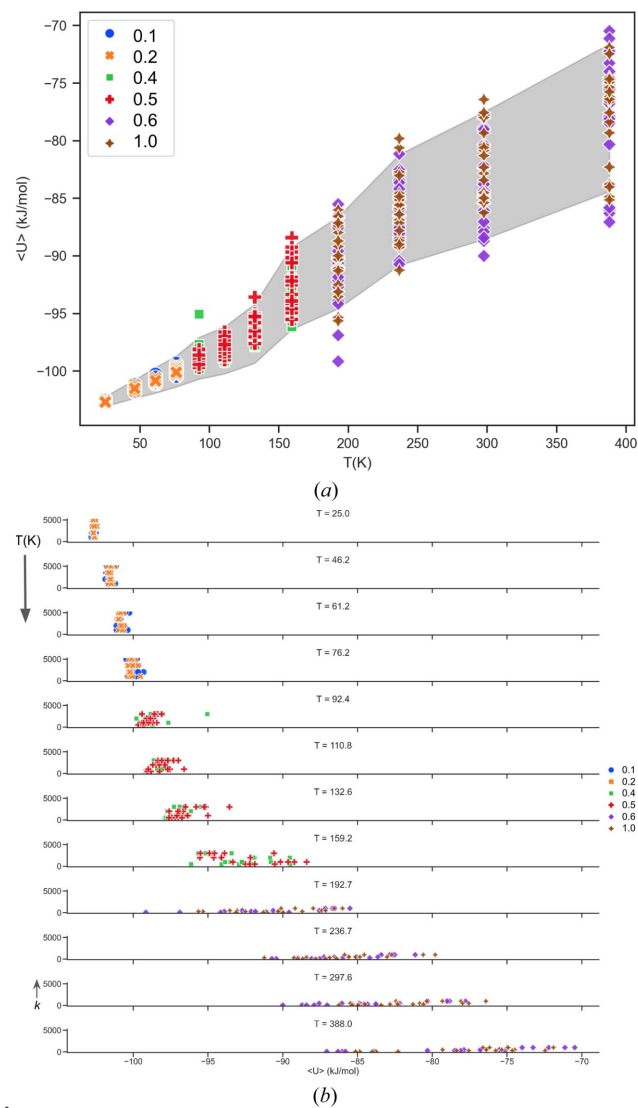 −70
−75
−80
−85
−90
−95
−100
<U> (kJ/mol)
0.1
0.2
0.4
0.5
0.6
1.0
50 100 150 200 250 300 350 400
T(K)
(a)
T(K)
T = 25.0
5000
0
T = 46.2
5000
0
T = 61.2
5000
0
T = 76.2
5000
0
T = 92.4
5000
0
T = 110.8
5000
0
T = 132.6
5000
0
T = 159.2
5000
0
T = 192.7
5000
0
T = 236.7
5000
0
T = 297.6
5000
0
T = 388.0
5000
0
k
0.1
0.2
0.4
0.5
0.6
1.0
−100 −95 −90 −85 −80 −75 −70
<U> (kJ/mol)
(b)